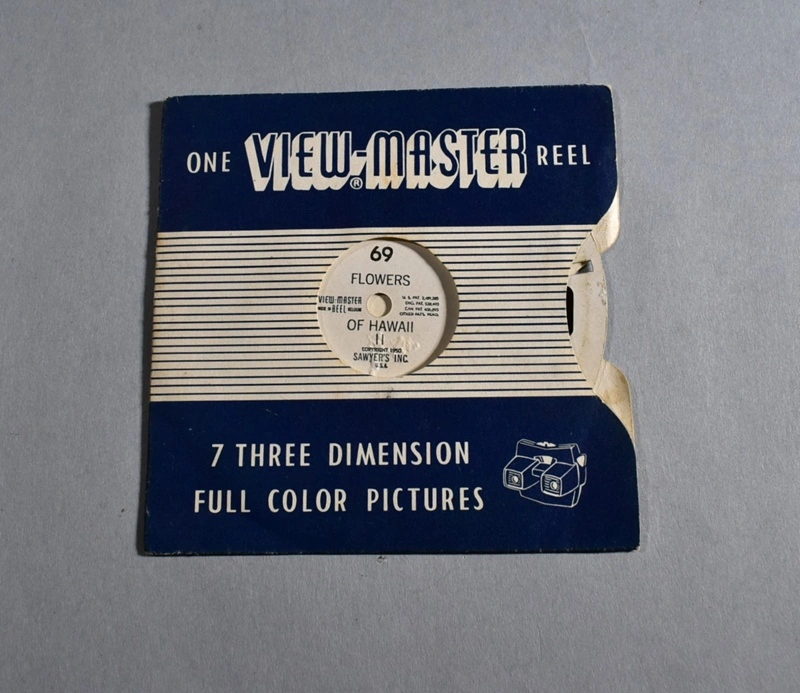 ONE VIEW-MASTER® REEL
69
FLOWERS
VIEW-MASTER
REEL
OF HAWAII
II
COPYRIGHT 1950
SAWYER'S INC.
U.S.A.
7 THREE DIMENSION
FULL COLOR PICTURES